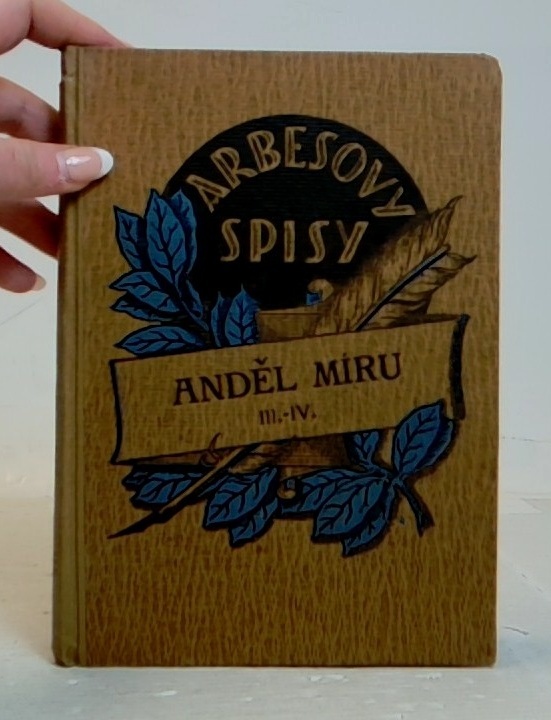 ARBESOVY
SPISY
ANDĚL MÍRU
III.-IV.